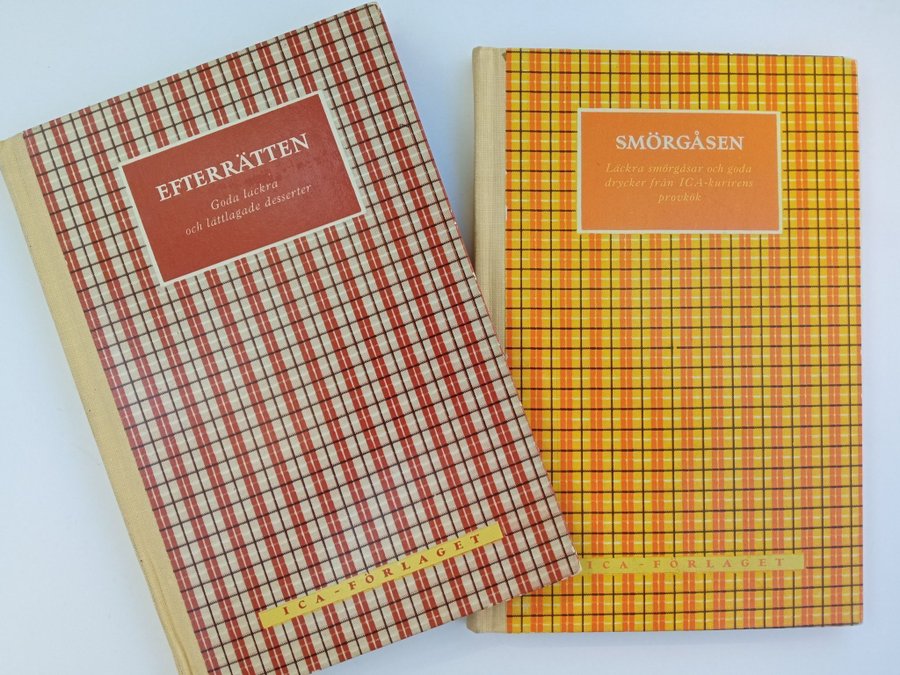 EFTERRÄTTEN
Goda läckra
och lättlagade desserter
ICA-FÖRLAGET
SMÖRGÅSEN
Läckra smörgåsar och goda
drycker från ICA-kurirens
provkök
ICA-FÖRLAGET